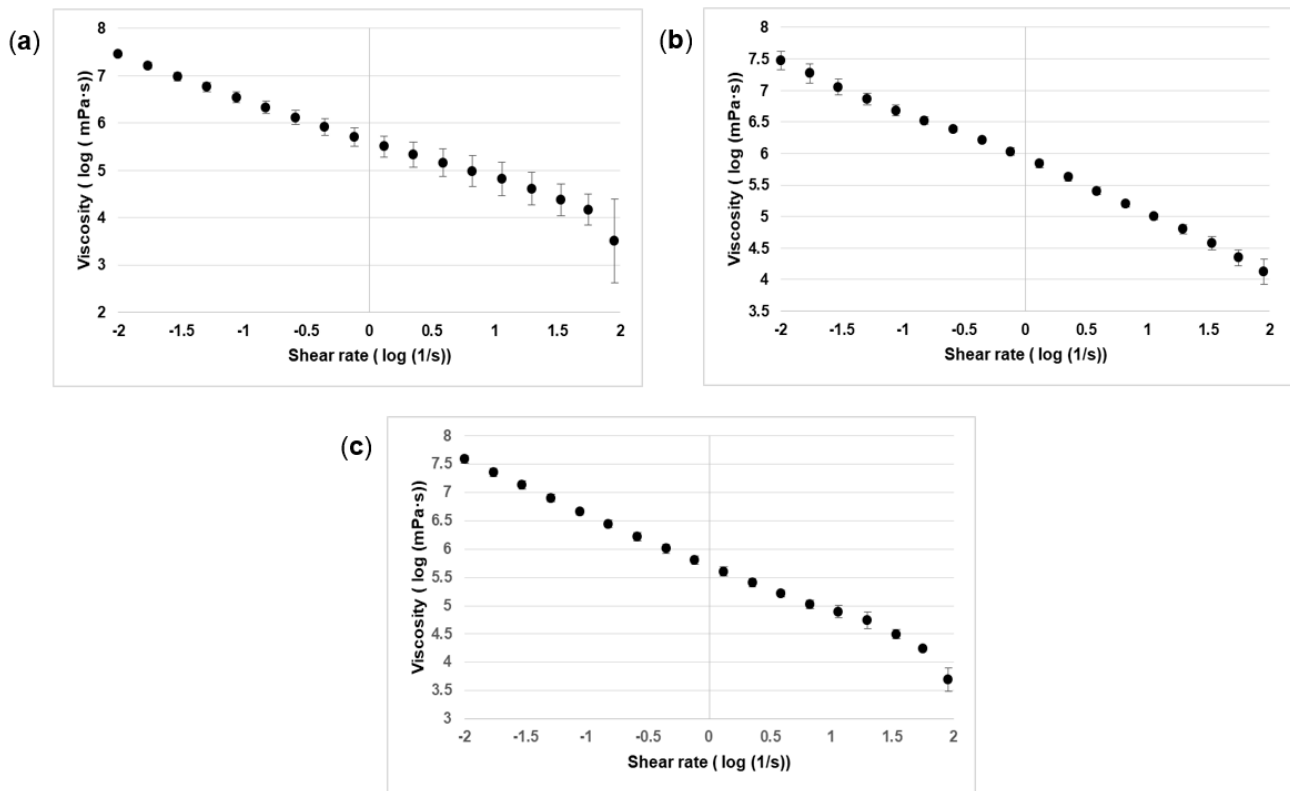 (a)
8
7
6
5
4
3
2
Viscosity ( log ( mPa·s))
-2 -1.5 -1 -0.5 0 0.5 1 1.5 2
Shear rate ( log (1/s))
(b)
8
7.5
7
6.5
6
5.5
5
4.5
4
3.5
Viscosity ( log (mPa·s))
-2 -1.5 -1 -0.5 0 0.5 1 1.5 2
Shear rate ( log (1/s))
(c)
8
7.5
7
6.5
6
5.5
5
4.5
4
3.5
3
Viscosity ( log (mPa·s))
-2 -1.5 -1 -0.5 0 0.5 1 1.5 2
Shear rate ( log (1/s))